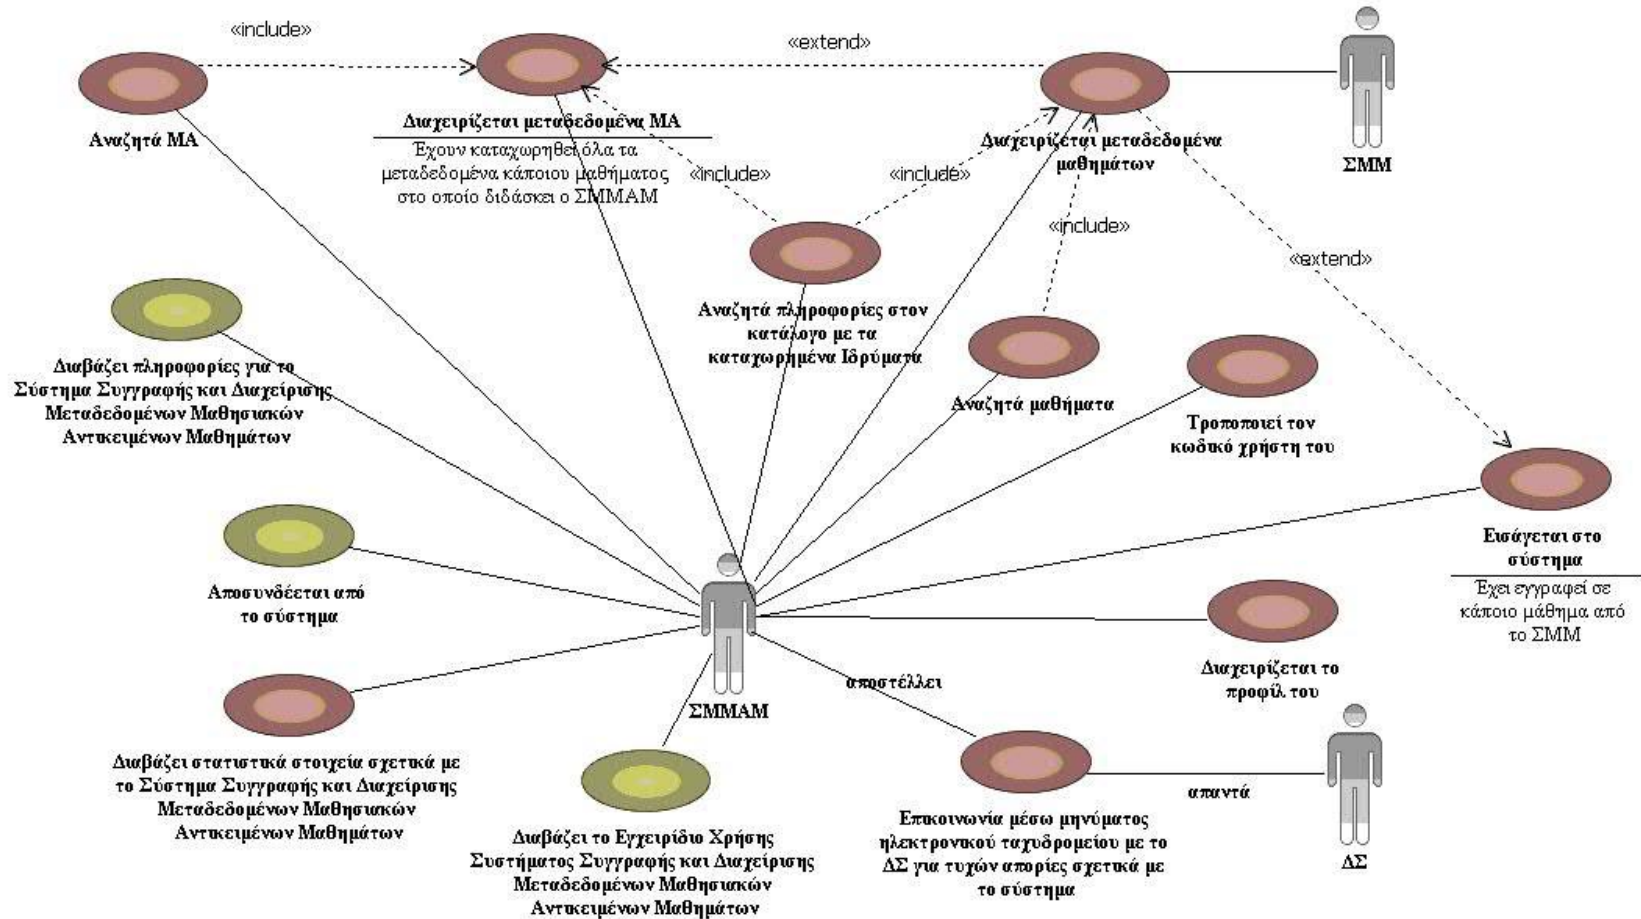 «include»
«extend»
Αναζητά ΜΑ
Διαχειρίζεται μεταδεδομένα ΜΑ
Έχουν καταχωρηθεί όλα τα
μεταδεδομένα κάποιου μαθήματος
στο οποίο διδάσκει ο ΣΜΜΑΜ
Διαχειρίζεται μεταδεδομένα
μαθημάτων
ΣΜΜ
«include»
«include»
«include»
«extend»
Αναζητά πληροφορίες στον
κατάλογο με τα
καταχωρημένα Ιδρύματα
Διαβάζει πληροφορίες για το
Σύστημα Συγγραφής και Διαχείρισης
Μεταδεδομένων Μαθησιακών
Αντικειμένων Μαθημάτων
Αναζητά μαθήματα
Τροποποιεί τον
κωδικό χρήστη του
Εισάγεται στο
σύστημα
Έχει εγγραφεί σε
κάποιο μάθημα από
το ΣΜΜ
Αποσυνδέεται από
το σύστημα
Διαχειρίζεται το
προφίλ του
ΣΜΜΑΜ
αποστέλλει
Διαβάζει στατιστικά στοιχεία σχετικά με
το Σύστημα Συγγραφής και Διαχείρισης
Μεταδεδομένων Μαθησιακών
Αντικειμένων Μαθημάτων
Διαβάζει το Εγχειρίδιο Χρήσης
Συστήματος Συγγραφής και Διαχείρισης
Μεταδεδομένων Μαθησιακών
Αντικειμένων Μαθημάτων
απαντά
Επικοινωνία μέσω μηνύματος
ηλεκτρονικού ταχυδρομείου με το
ΔΣ για τυχών απορίες σχετικά με
το σύστημα
ΔΣ